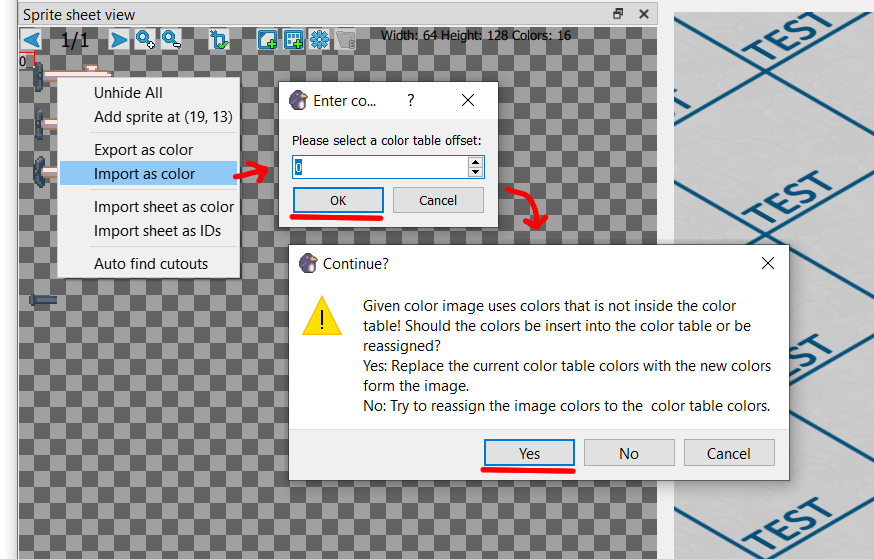 Sprite sheet view
1/1
Width: 64 Height: 128 Colors: 16
0
Unhide All
Add sprite at (19, 13)
Export as color
Import as color
Import sheet as color
Import sheet as IDs
Auto find cutouts
Enter co... ?
Please select a color table offset:
0
OK Cancel
Continue?
Given color image uses colors that is not inside the color
table! Should the colors be insert into the color table or be
reassigned?
Yes: Replace the current color table colors with the new colors
form the image.
No: Try to reassign the image colors to the color table colors.
Yes No Cancel
TEST
TEST
TEST
TEST
TEST
TEST